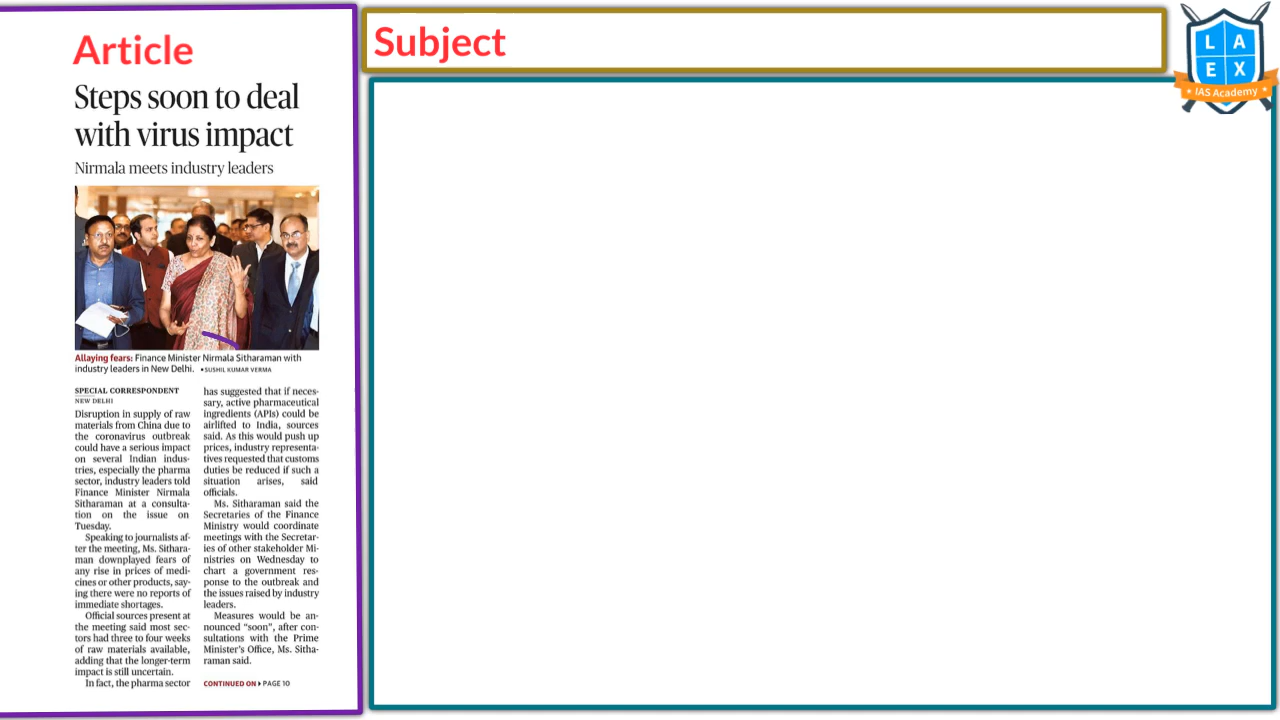 Article
Steps soon to deal
with virus impact
Nirmala meets industry leaders
Allaying fears: Finance Minister Nirmala Sitharaman with
industry leaders in New Delhi. •SUSHIL KUMAR VERMA
SPECIAL CORRESPONDENT
NEW DELHI
Disruption in supply of raw
materials from China due to
the coronavirus outbreak
could have a serious impact
on several Indian indus-
tries, especially the pharma
sector, industry leaders told
Finance Minister Nirmala
Sitharaman at a consulta-
tion on the issue on
Tuesday.
Speaking to journalists af-
ter the meeting, Ms. Sithara-
man downplayed fears of
any rise in prices of medi-
cines or other products, say-
ing there were no reports of
immediate shortages.
Official sources present at
the meeting said most sec-
tors had three to four weeks
of raw materials available,
adding that the longer-term
impact is still uncertain.
In fact, the pharma sector
has suggested that if neces-
sary, active pharmaceutical
ingredients (APIs) could be
airlifted to India, sources
said. As this would push up
prices, industry representa-
tives requested that customs
duties be reduced if such a
situation arises, said
officials.
Ms. Sitharaman said the
Secretaries of the Finance
Ministry would coordinate
meetings with the Secretar-
ies of other stakeholder Mi-
nistries on Wednesday to
chart a government res-
ponse to the outbreak and
the issues raised by industry
leaders.
Measures would be an-
nounced “soon”, after con-
sultations with the Prime
Minister’s Office, Ms. Sitha-
raman said.
CONTINUED ON PAGE 10
Subject
L A
E X
IAS Academy